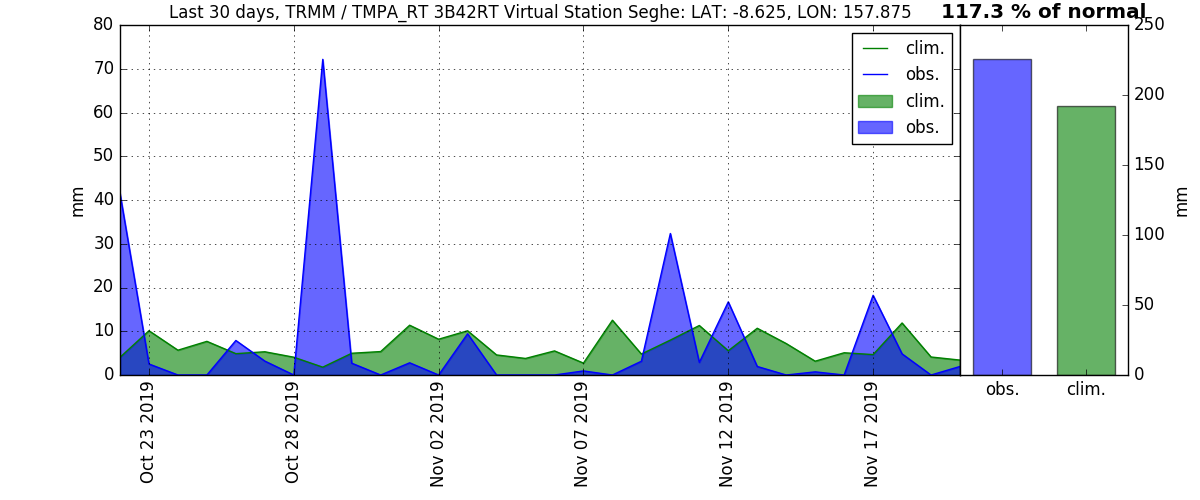 Last 30 days, TRMM / TMPA_RT 3B42RT Virtual Station Seghe: LAT: -8.625, LON: 157.875
117.3 % of normal
80
70
60
50
40
30
20
10
0
mm
clim.
obs.
clim.
obs.
250
200
150
100
50
0
mm
Oct 23 2019
Oct 28 2019
Nov 02 2019
Nov 07 2019
Nov 12 2019
Nov 17 2019
obs.
clim.